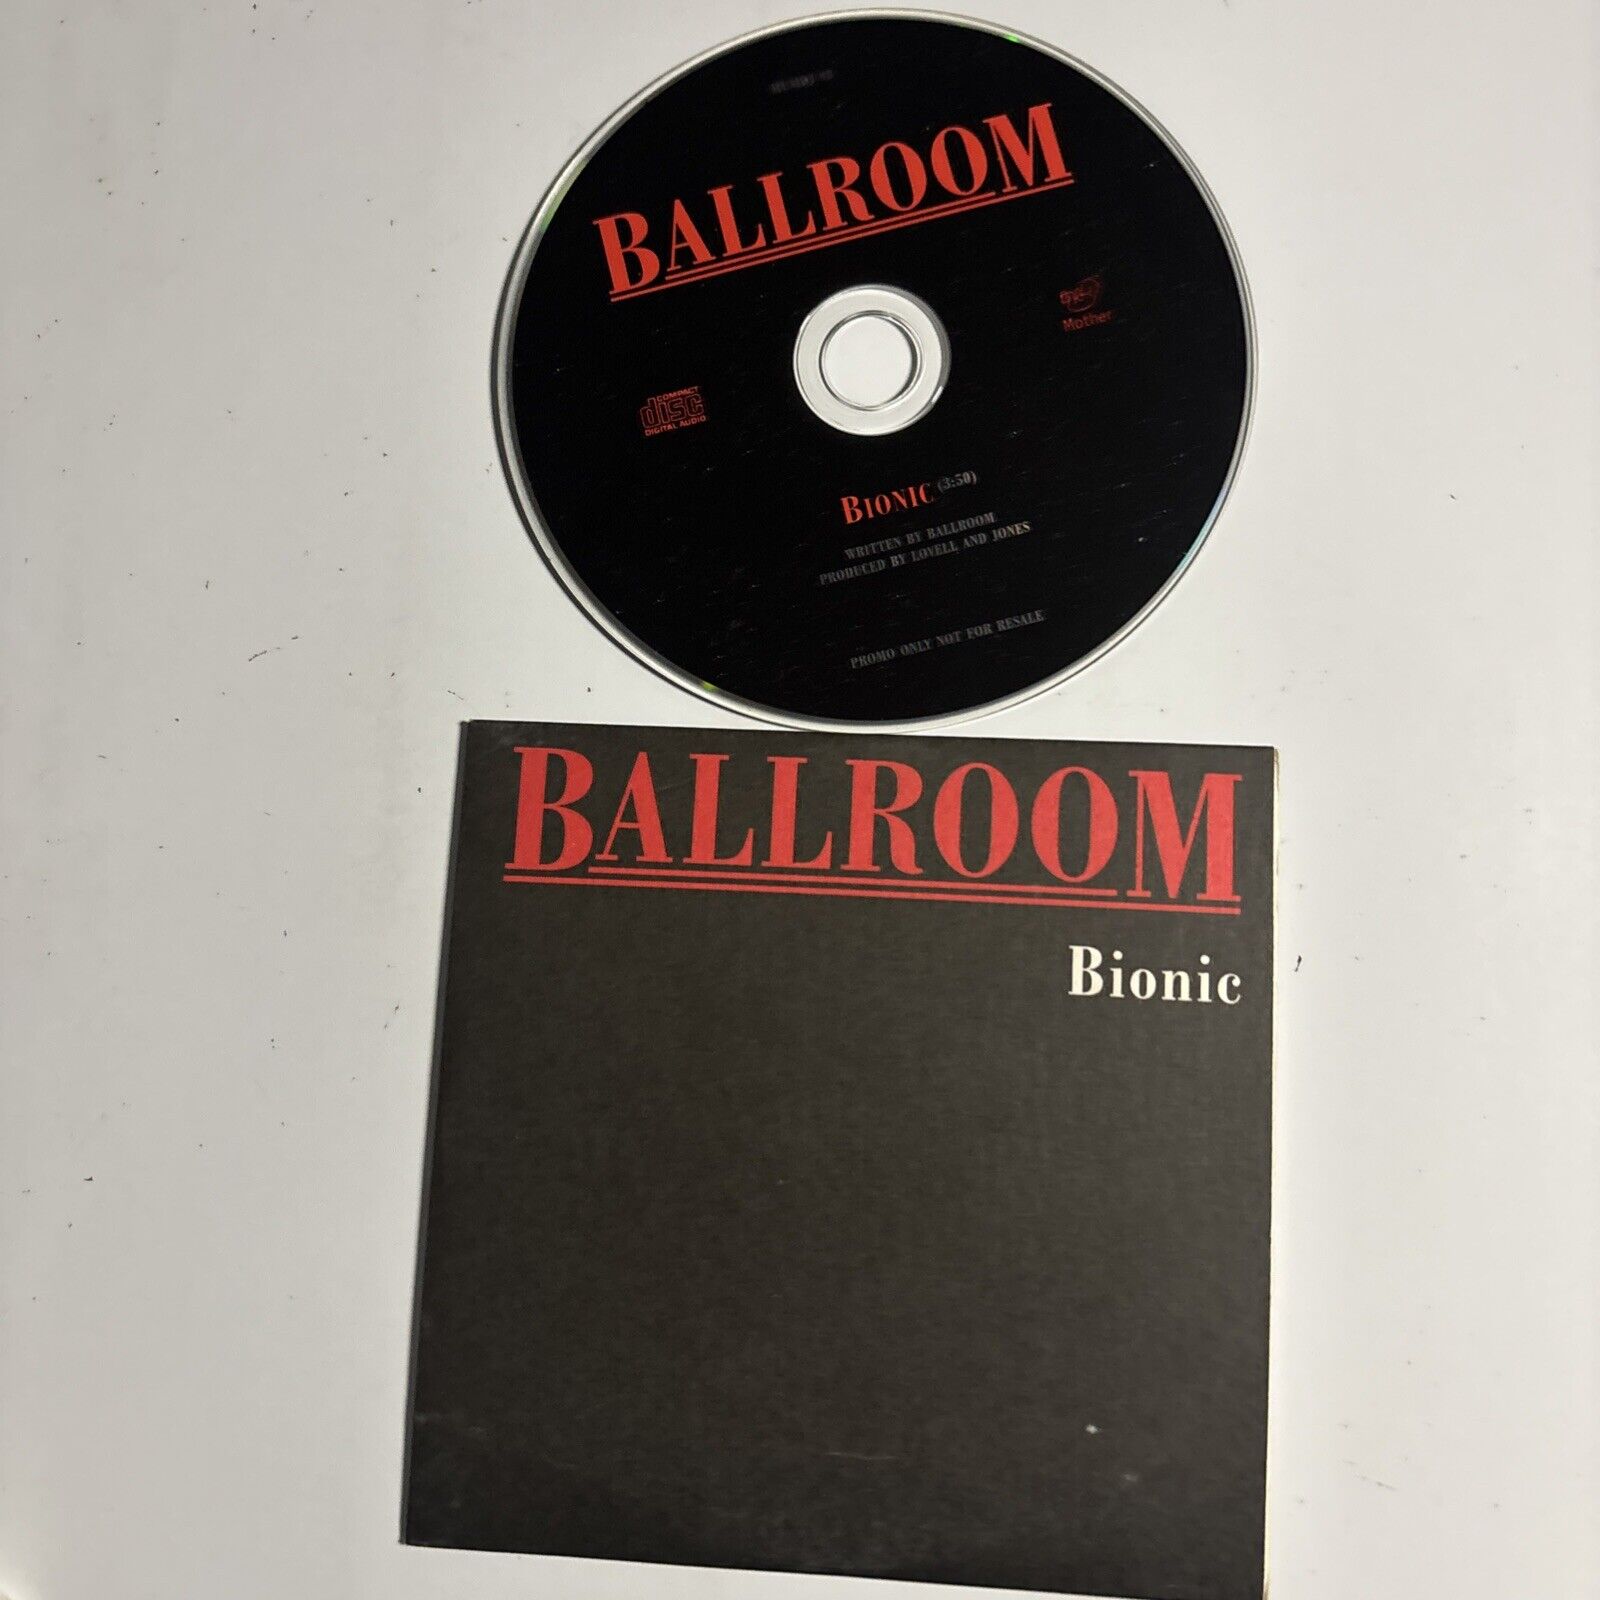 BALLROOM
Mother
COMPACT
disc
DIGITAL AUDIO
BIONIC (3:50)
WRITTEN BY BALLROOM
PRODUCED BY LOVELL AND JONES
PROMO ONLY NOT FOR RESALE
BALLROOM
Bionic